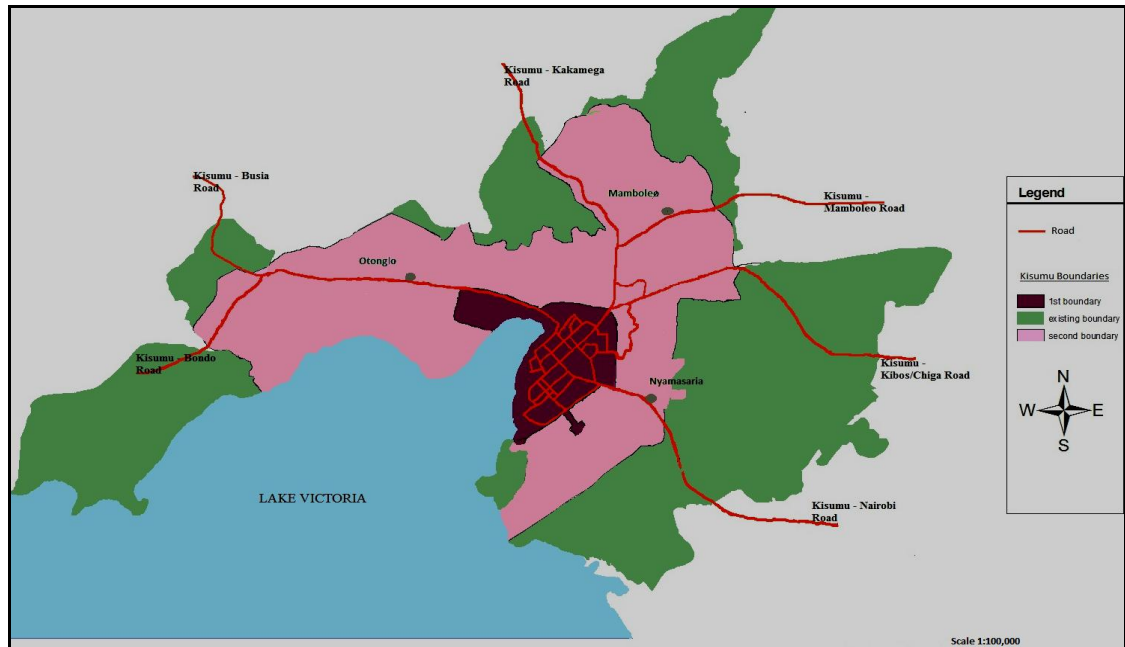 Kisumu - Kakamega
Road
Kisumu - Busia
Road
Mamboleo
Kisumu -
Mamboleo Road
Otonglo
Kisumu - Bondo
Road
Kisumu -
Kibos/Chiga Road
Nyamasaria
LAKE VICTORIA
Kisumu - Nairobi
Road
Legend
Road
Kisumu Boundaries
1st boundary
existing boundary
second boundary
N
W
E
S
Scale 1:100,000